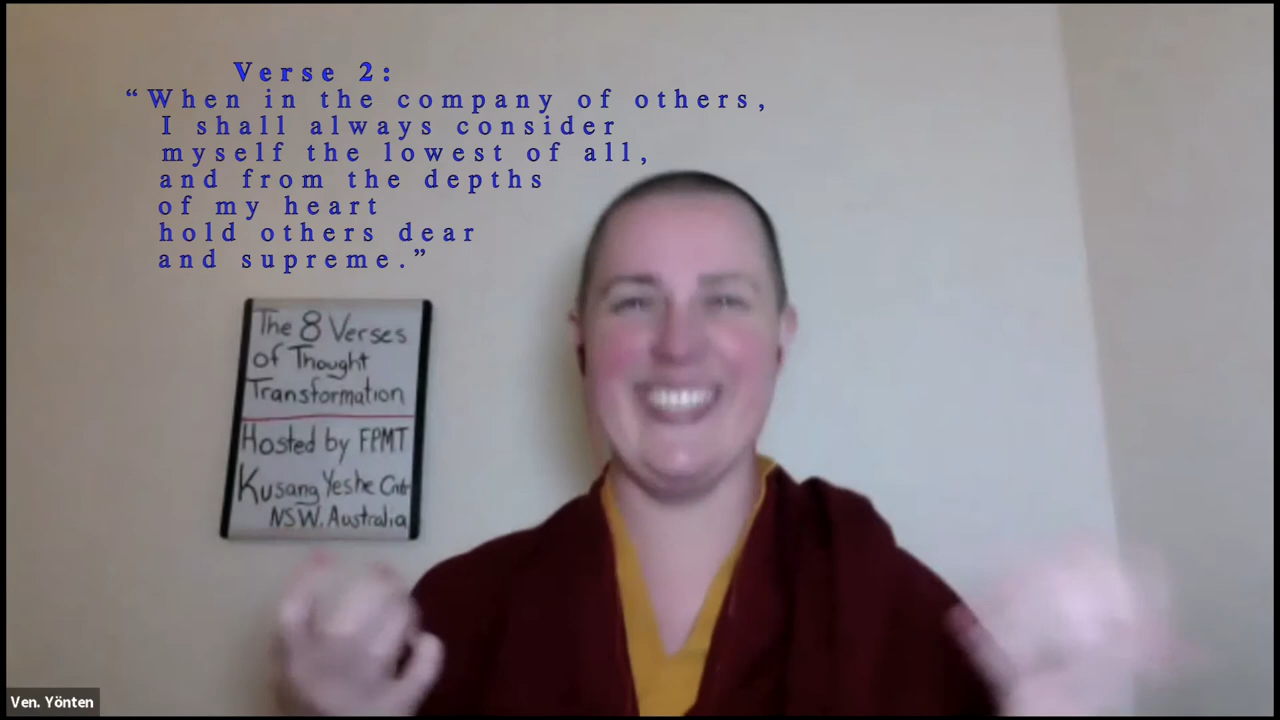 Verse 2:
“When in the company of others,
I shall always consider
myself the lowest of all,
and from the depths
of my heart
hold others dear
and supreme.”
The 8 Verses
of Thought
Transformation
Hosted by FPMT
Kusang Yeshe Cntr
NSW. Australia
Ven. Yönten